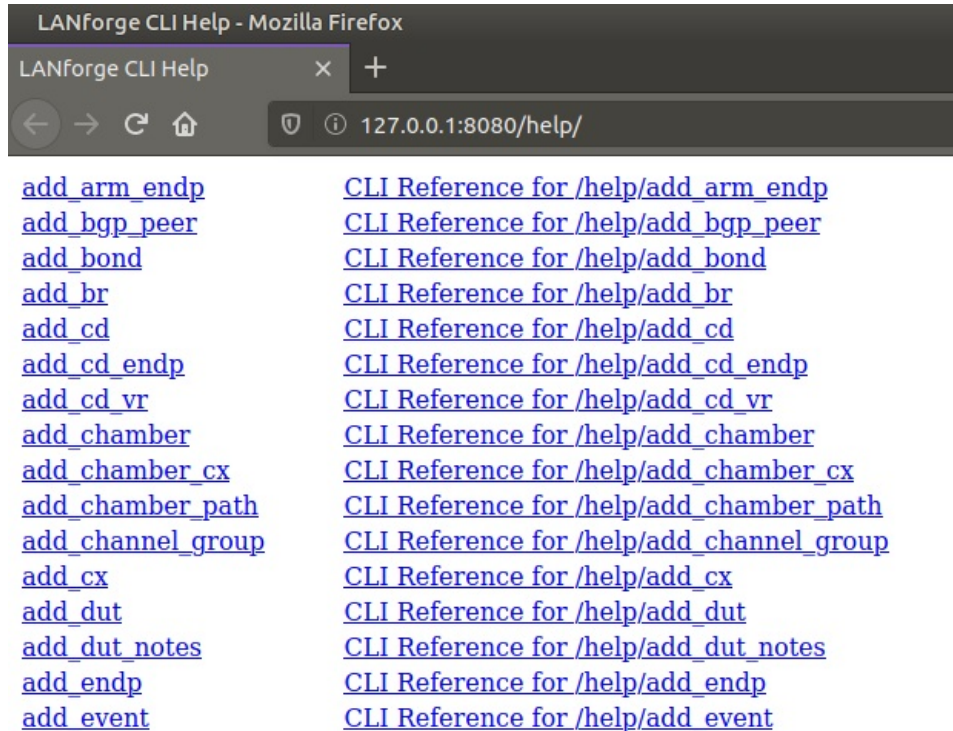 LANforge CLI Help - Mozilla Firefox
LANforge CLI Help × +
127.0.0.1:8080/help/
add_arm_endp CLI Reference for /help/add_arm_endp
add_bgp_peer CLI Reference for /help/add_bgp_peer
add_bond CLI Reference for /help/add_bond
add_br CLI Reference for /help/add_br
add_cd CLI Reference for /help/add_cd
add_cd_endp CLI Reference for /help/add_cd_endp
add_cd_vr CLI Reference for /help/add_cd_vr
add_chamber CLI Reference for /help/add_chamber
add_chamber_cx CLI Reference for /help/add_chamber_cx
add_chamber_path CLI Reference for /help/add_chamber_path
add_channel_group CLI Reference for /help/add_channel_group
add_cx CLI Reference for /help/add_cx
add_dut CLI Reference for /help/add_dut
add_dut_notes CLI Reference for /help/add_dut_notes
add_endp CLI Reference for /help/add_endp
add_event CLI Reference for /help/add_event